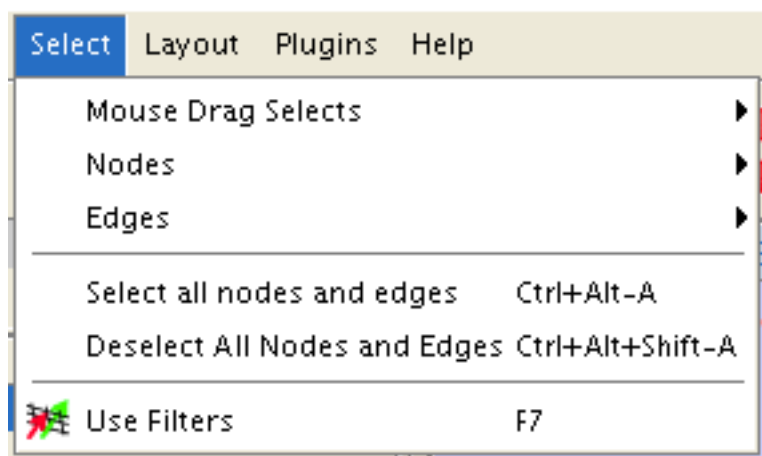 Select Layout Plugins Help
Mouse Drag Selects
Nodes
Edges
Select all nodes and edges Ctrl+Alt-A
Deselect All Nodes and Edges Ctrl+Alt+Shift-A
Use Filters F7